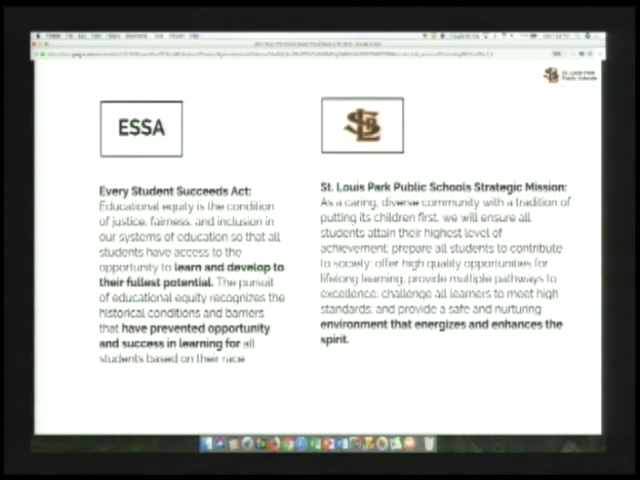 St. Louis Park
Public Schools
ESSA
SLP
Every Student Succeeds Act:
Educational equity is the condition
of justice, fairness, and inclusion in
our systems of education so that all
students have access to the
opportunity to learn and develop to
their fullest potential. The pursuit
of educational equity recognizes the
historical conditions and barriers
that have prevented opportunity
and success in learning for all
students based on their race.
St. Louis Park Public Schools Strategic Mission:
As a caring, diverse community with a tradition of
putting its children first, we will ensure all
students attain their highest level of
achievement; prepare all students to contribute
to society; offer high quality opportunities for
lifelong learning; provide multiple pathways to
excellence; challenge all learners to meet high
standards; and provide a safe and nurturing
environment that energizes and enhances the
spirit.